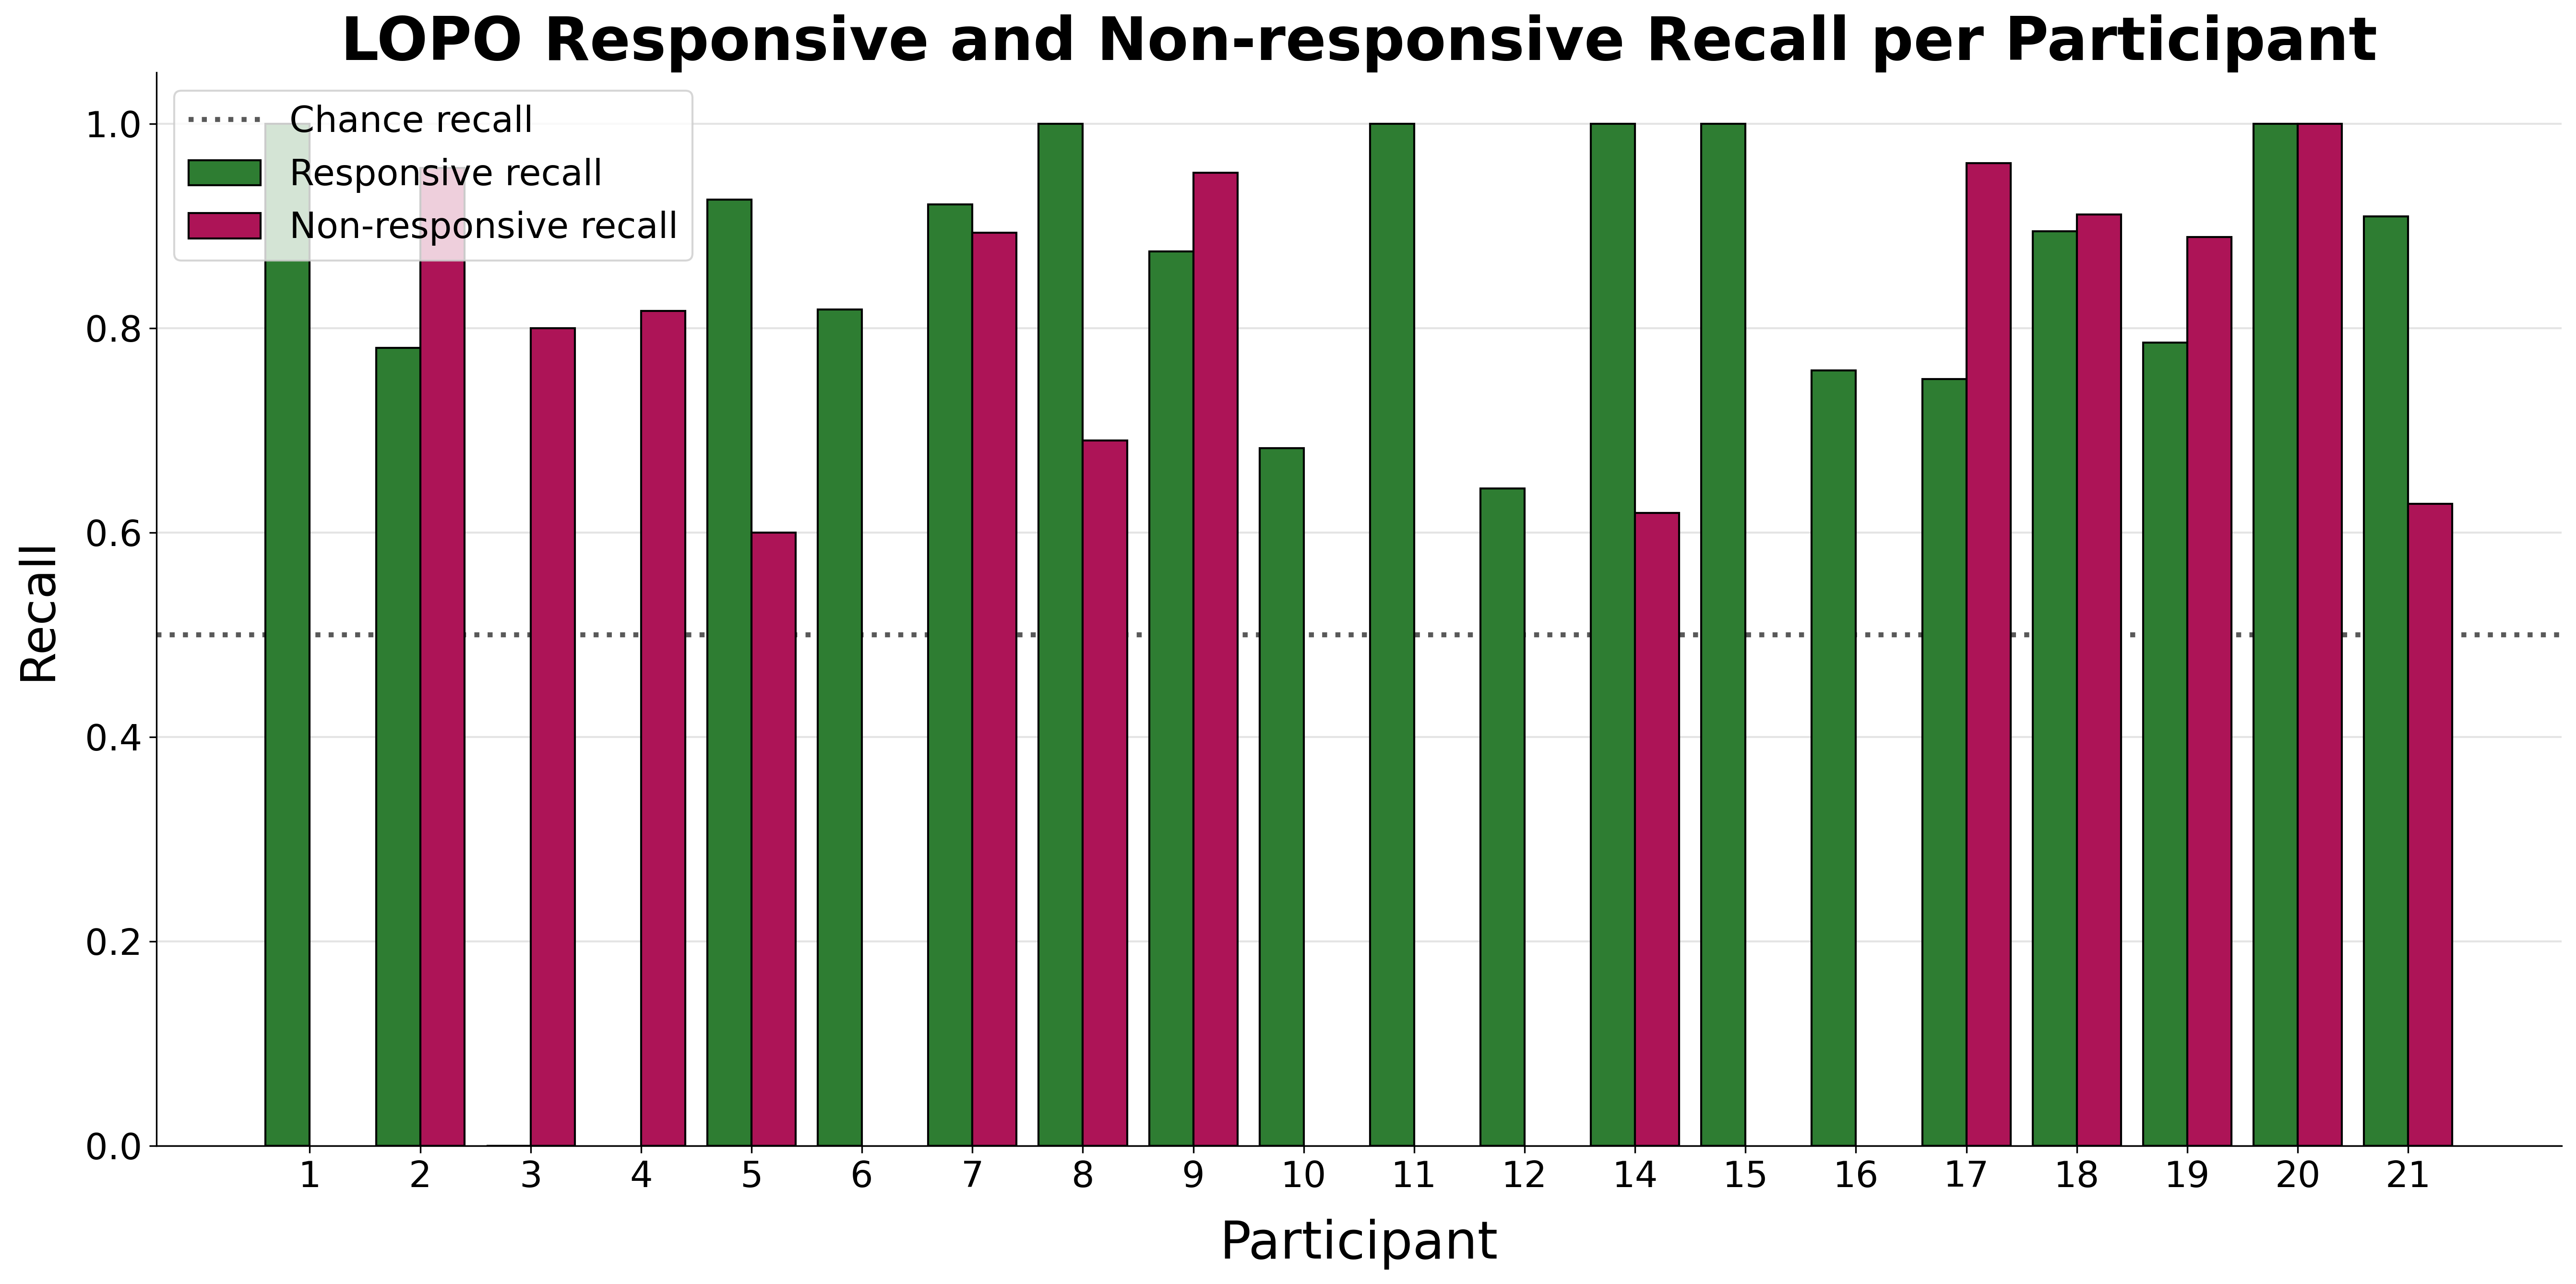 LOPO Responsive and Non-responsive Recall per Participant
Chance recall
Responsive recall
Non-responsive recall
1.0
0.8
0.6
0.4
0.2
0.0
Recall
1 2 3 4 5 6 7 8 9 10 11 12 14 15 16 17 18 19 20 21
Participant